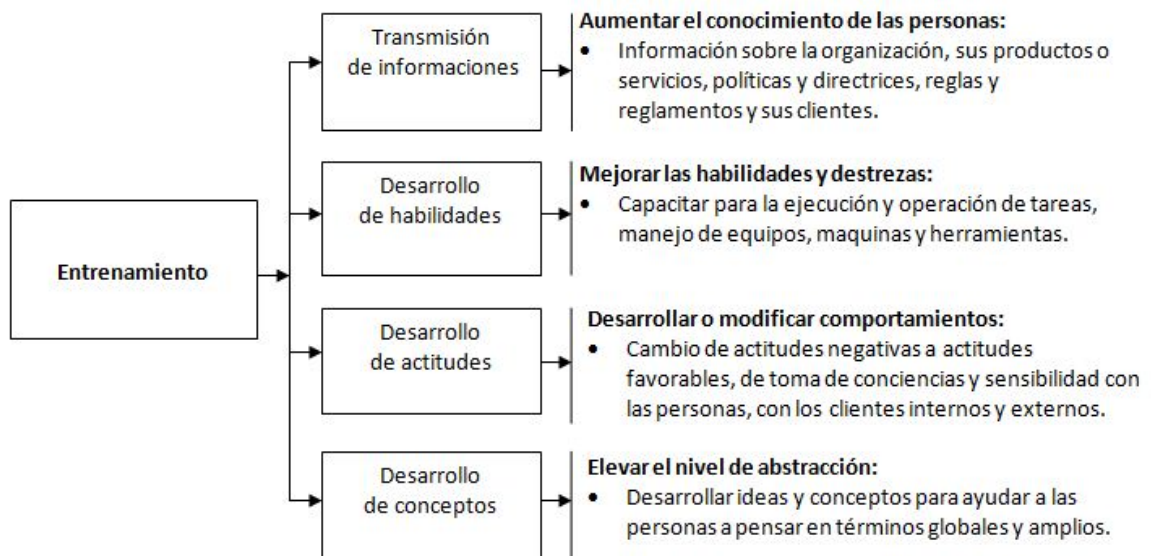 Entrenamiento
Transmisión
de informaciones
Aumentar el conocimiento de las personas:
• Información sobre la organización, sus productos o
servicios, políticas y directrices, reglas y
reglamentos y sus clientes.
Desarrollo
de habilidades
Mejorar las habilidades y destrezas:
• Capacitar para la ejecución y operación de tareas,
manejo de equipos, maquinas y herramientas.
Desarrollo
de actitudes
Desarrollar o modificar comportamientos:
• Cambio de actitudes negativas a actitudes
favorables, de toma de conciencias y sensibilidad con
las personas, con los clientes internos y externos.
Desarrollo
de conceptos
Elevar el nivel de abstracción:
• Desarrollar ideas y conceptos para ayudar a las
personas a pensar en términos globales y amplios.